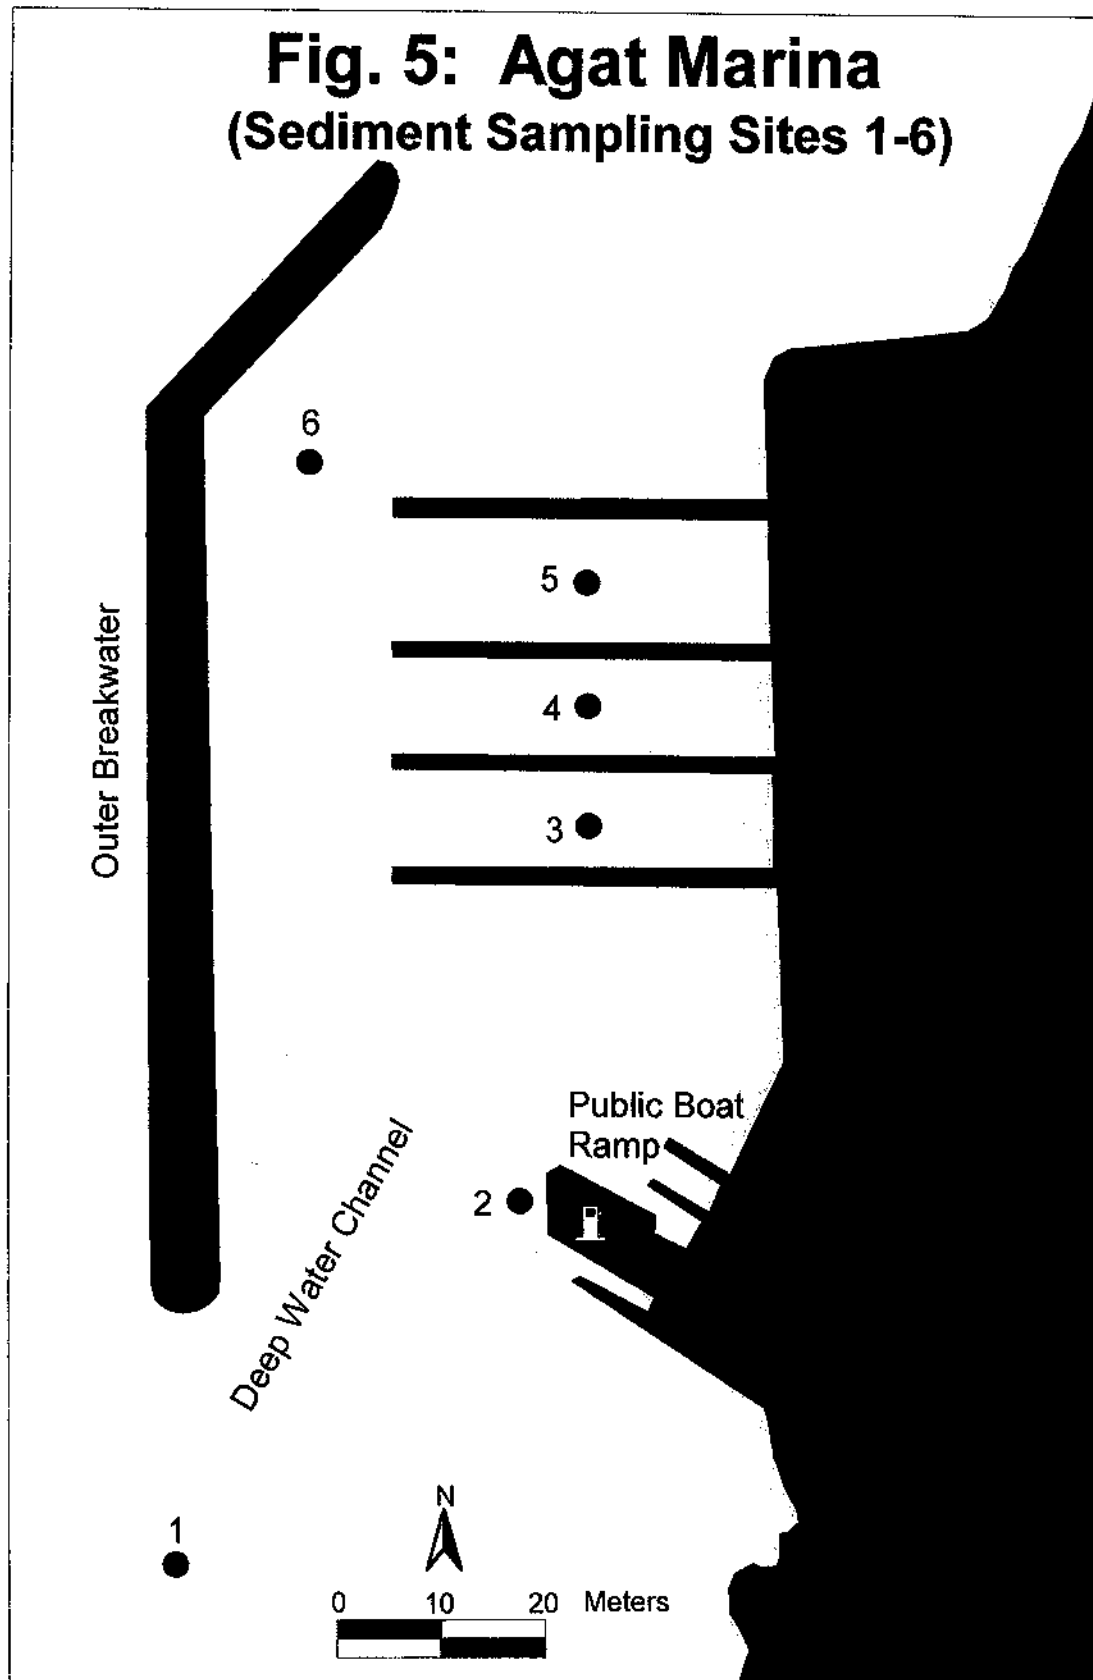 Fig. 5: Agat Marina
(Sediment Sampling Sites 1-6)
6
5
4
3
Outer Breakwater
Public Boat
Ramp
2
Deep Water Channel
1
N
0 10 20 Meters